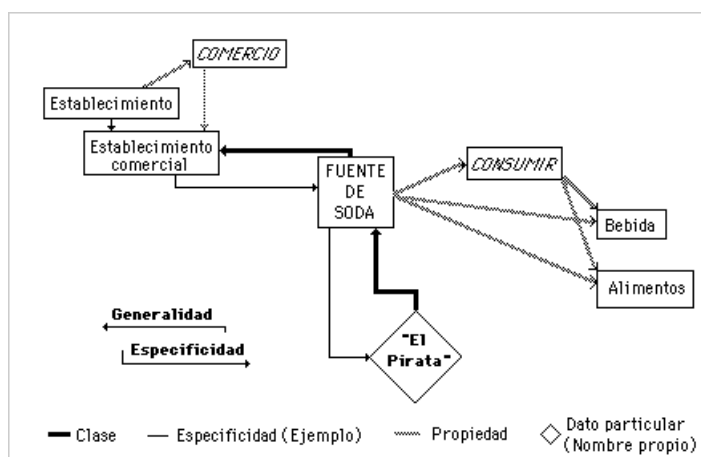 COMERCIO
Establecimiento
Establecimiento
comercial
FUENTE
DE
SODA
CONSUMIR
Bebida
Alimentos
Generalidad
Especificidad
"El
Pirata"
Clase
Especificidad (Ejemplo)
Propiedad
Dato particular
(Nombre propio)